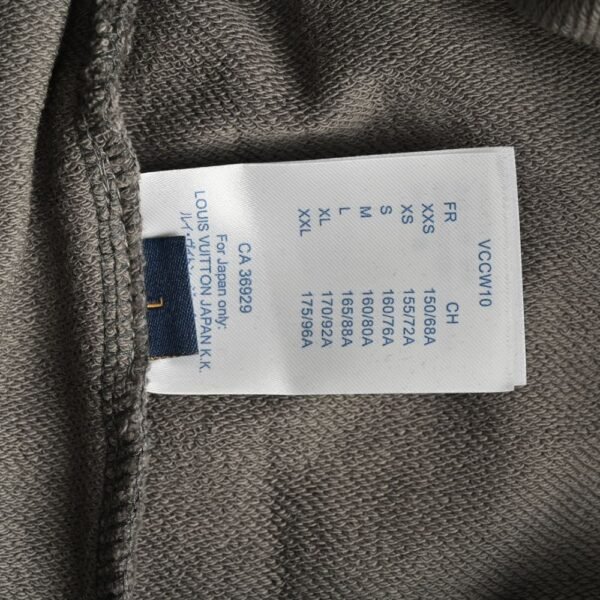 VCCW10
FR CH
XXS 150/68A
XS 155/72A
S 160/76A
M 160/80A
L 165/88A
XL 170/92A
XXL 175/96A
CA 36929
For Japan only:
LOUIS VUITTON JAPAN K.K.
L